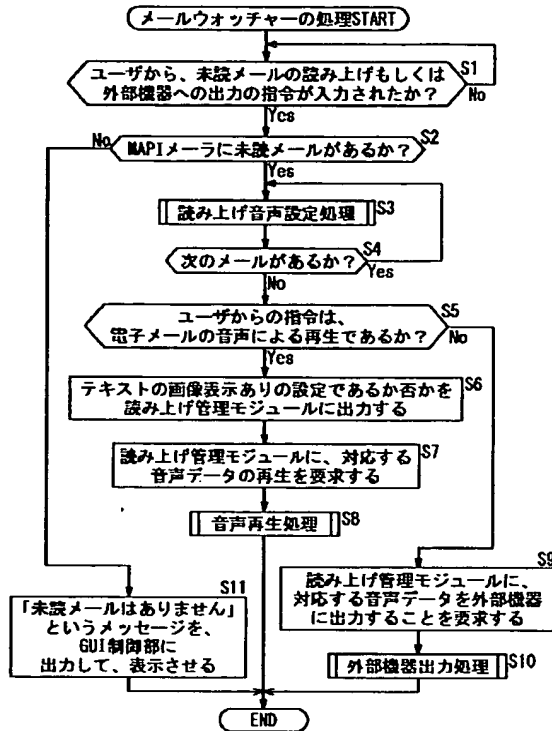 メールウォッチャーの処理START
S1
ユーザから、未読メールの読み上げもしくは
外部機器への出力の指令が入力されたか？
No
Yes
S2
No
MAPIメーラに未読メールがあるか？
Yes
読み上げ音声設定処理
S3
S4
次のメールがあるか？
Yes
No
S5
ユーザからの指令は、
電子メールの音声による再生であるか？
No
Yes
S6
テキストの画像表示ありの設定であるか否かを
読み上げ管理モジュールに出力する
S7
読み上げ管理モジュールに、対応する
音声データの再生を要求する
音声再生処理
S8
S9
読み上げ管理モジュールに、
対応する音声データを外部機器
に出力することを要求する
S11
「未読メールはありません」
というメッセージを、
GUI制御部に
出力して、表示させる
外部機器出力処理
S10
END